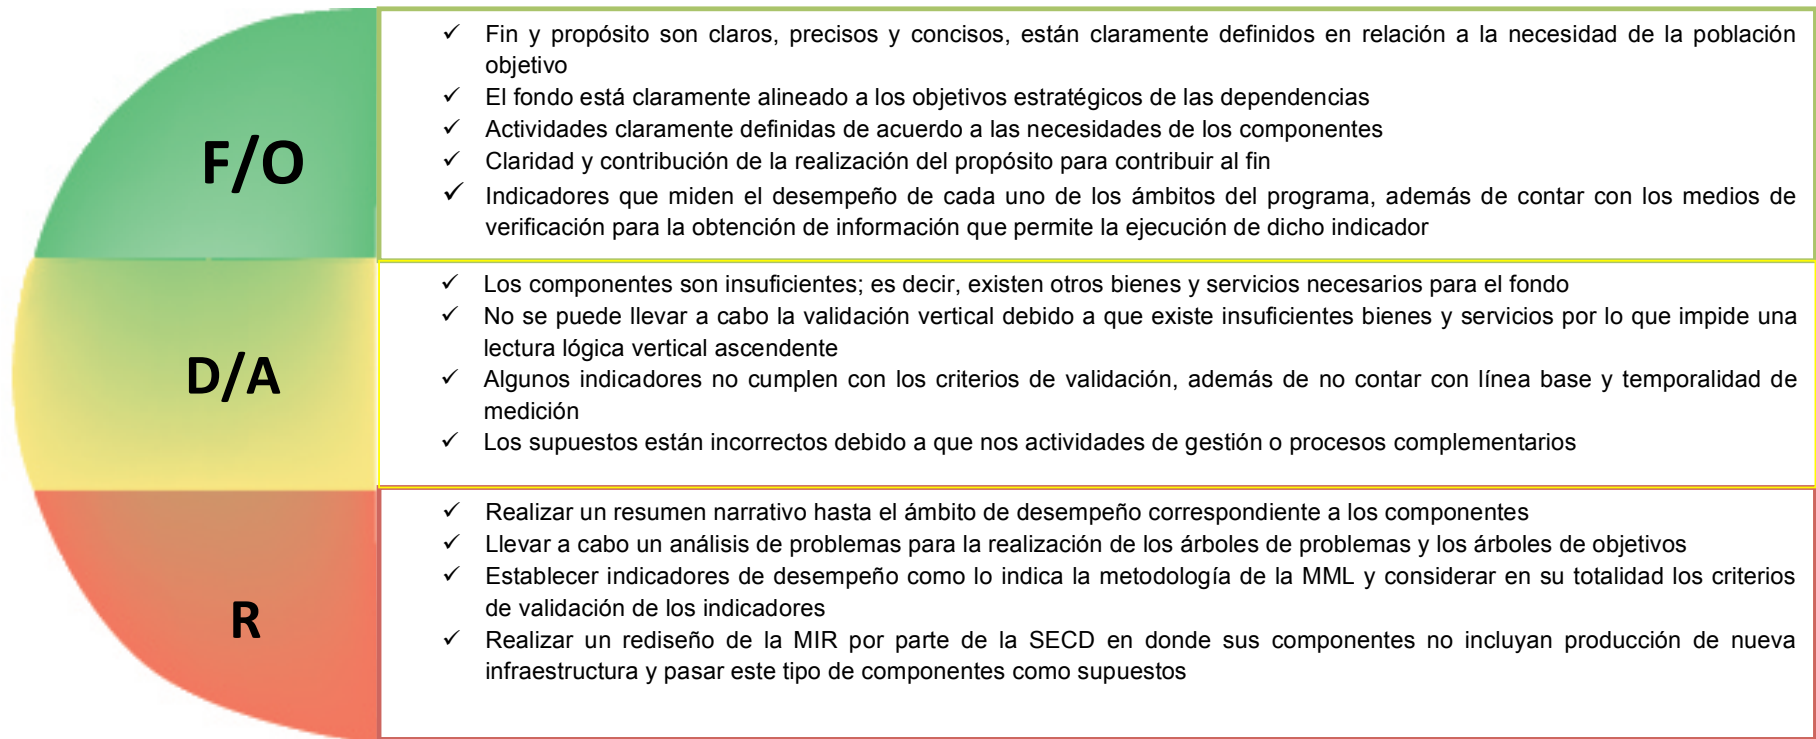 F/O
✓ Fin y propósito son claros, precisos y concisos, están claramente definidos en relación a la necesidad de la población
objetivo
✓ El fondo está claramente alineado a los objetivos estratégicos de las dependencias
✓ Actividades claramente definidas de acuerdo a las necesidades de los componentes
✓ Claridad y contribución de la realización del propósito para contribuir al fin
✓ Indicadores que miden el desempeño de cada uno de los ámbitos del programa, además de contar con los medios de
verificación para la obtención de información que permite la ejecución de dicho indicador
D/A
✓ Los componentes son insuficientes; es decir, existen otros bienes y servicios necesarios para el fondo
✓ No se puede llevar a cabo la validación vertical debido a que existe insuficientes bienes y servicios por lo que impide una
lectura lógica vertical ascendente
✓ Algunos indicadores no cumplen con los criterios de validación, además de no contar con línea base y temporalidad de
medición
✓ Los supuestos están incorrectos debido a que nos actividades de gestión o procesos complementarios
R
✓ Realizar un resumen narrativo hasta el ámbito de desempeño correspondiente a los componentes
✓ Llevar a cabo un análisis de problemas para la realización de los árboles de problemas y los árboles de objetivos
✓ Establecer indicadores de desempeño como lo indica la metodología de la MML y considerar en su totalidad los criterios
de validación de los indicadores
✓ Realizar un rediseño de la MIR por parte de la SECD en donde sus componentes no incluyan producción de nueva
infraestructura y pasar este tipo de componentes como supuestos